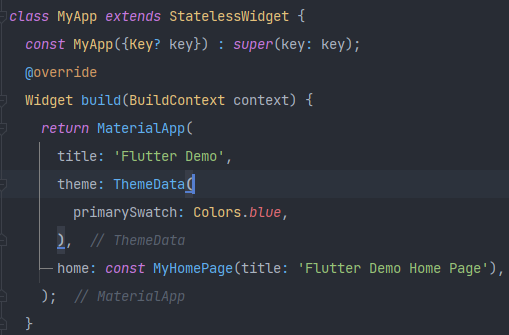 class MyApp extends StatelessWidget {
const MyApp({Key? key}) : super(key: key);
@override
Widget build(BuildContext context) {
return MaterialApp(
title: 'Flutter Demo',
theme: ThemeData(
primarySwatch: Colors.blue,
), // ThemeData
home: const MyHomePage(title: 'Flutter Demo Home Page'),
); // MaterialApp
}